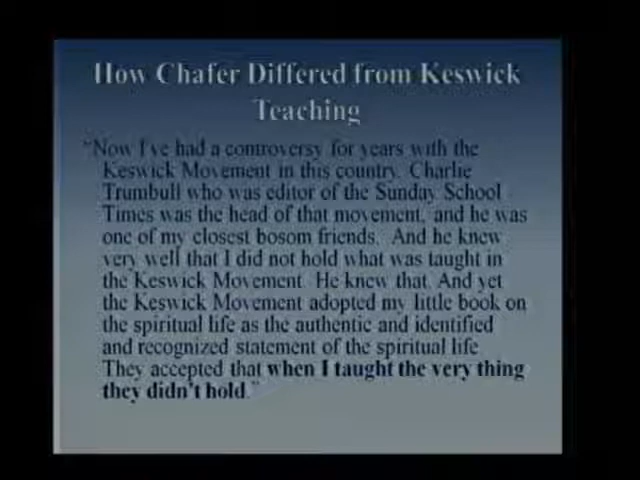 How Chafer Differed from Keswick
Teaching
"Now I've had a controversy for years with the
Keswick Movement in this country. Charlie
Trumbull who was editor of the Sunday School
Times was the head of that movement, and he was
one of my closest bosom friends. And he knew
very well that I did not hold what was taught in
the Keswick Movement. He knew that. And yet
the Keswick Movement adopted my little book on
the spiritual life as the authentic and identified
and recognized statement of the spiritual life.
They accepted that when I taught the very thing
they didn't hold."